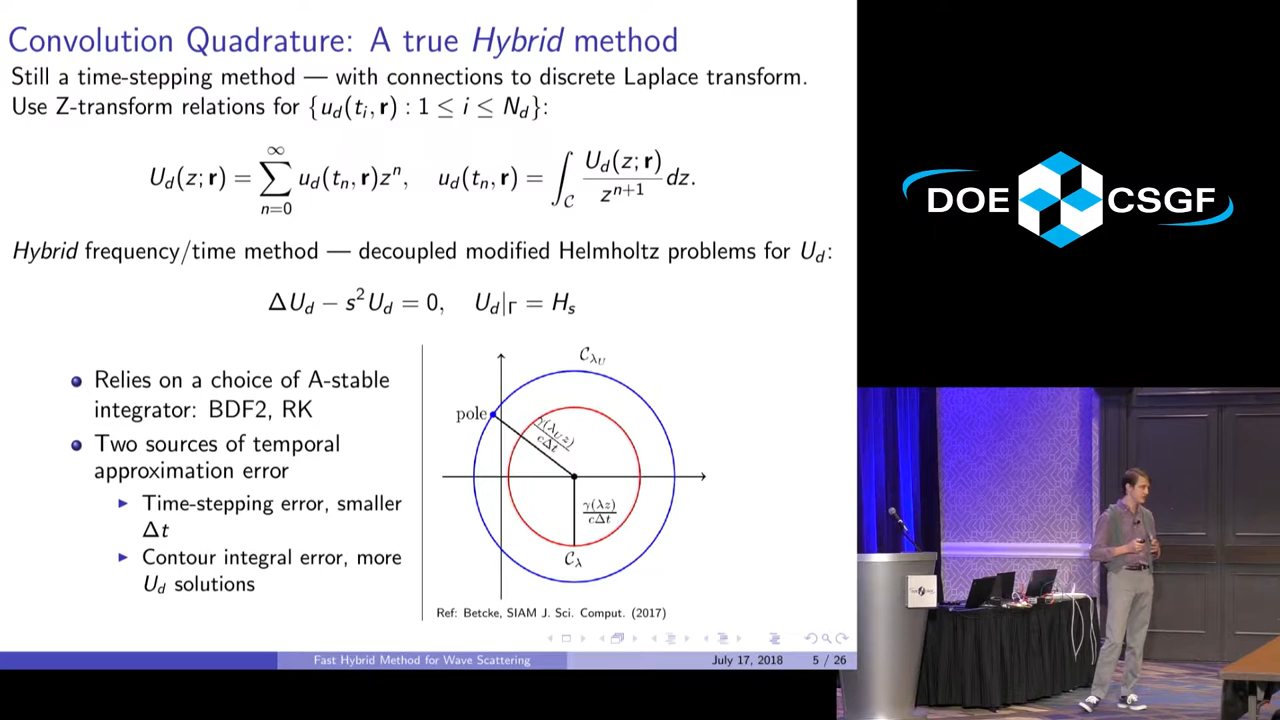 Convolution Quadrature: A true Hybrid method
Still a time-stepping method — with connections to discrete Laplace transform.
Use Z-transform relations for {u_d(t_i, r) : 1 ≤ i ≤ N_d}:
U_d(z; r) = ∑_{n=0}^{∞} u_d(t_n, r)z^n, u_d(t_n, r) = ∫_C U_d(z; r)/z^{n+1} dz.
Hybrid frequency/time method — decoupled modified Helmholtz problems for U_d:
ΔU_d − s²U_d = 0, U_d|_Γ = H_s
Relies on a choice of A-stable
integrator: BDF2, RK
Two sources of temporal
approximation error
Time-stepping error, smaller
Δt
Contour integral error, more
U_d solutions
C_{λ_U}
pole
γ(λ_U z)/cΔt
γ(λz)/cΔt
C_λ
Ref: Betcke, SIAM J. Sci. Comput. (2017)
Fast Hybrid Method for Wave Scattering
July 17, 2018
5 / 26
DOE CSGF